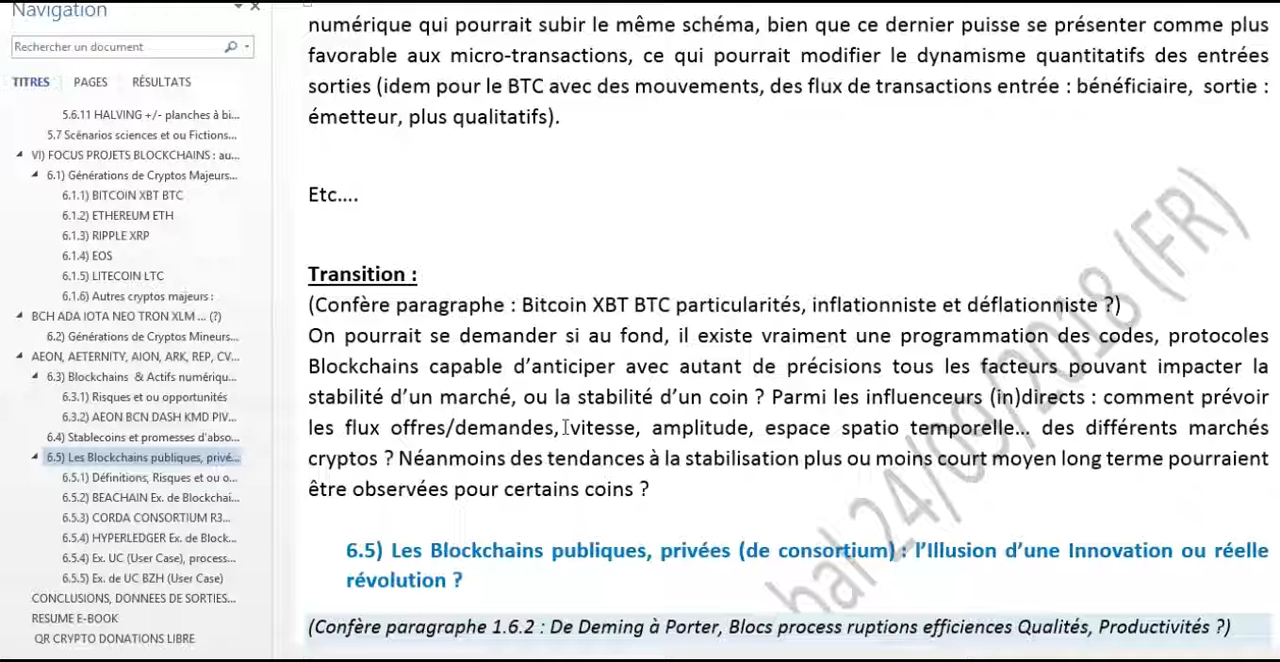 Navigation
Rechercher un document
TITRES PAGES RÉSULTATS
5.6.11 HALVING +/- planches à bi...
5.7 Scénarios sciences et ou Fictions...
VI) FOCUS PROJETS BLOCKCHAINS : au...
6.1) Générations de Cryptos Majeurs...
6.1.1) BITCOIN XBT BTC
6.1.2) ETHEREUM ETH
6.1.3) RIPPLE XRP
6.1.4) EOS
6.1.5) LITECOIN LTC
6.1.6) Autres cryptos majeurs :
BCH ADA IOTA NEO TRON XLM ... (?)
6.2) Générations de Cryptos Mineurs...
AEON, AETERNITY, AION, ARK, REP, CV...
6.3) Blockchains & Actifs numériqu...
6.3.1) Risques et ou opportunités
6.3.2) AEON BCN DASH KMD PIV...
6.4) Stablecoins et promesses d'abso...
6.5) Les Blockchains publiques, privé...
6.5.1) Définitions, Risques et ou o...
6.5.2) BEACHAIN Ex. de Blockchai...
6.5.3) CORDA CONSORTIUM R3...
6.5.4) HYPERLEDGER Ex. de Block...
6.5.4) Ex. UC (User Case), process...
6.5.5) Ex. de UC BZH (User Case)
CONCLUSIONS, DONNEES DE SORTIES...
RESUME E-BOOK
QR CRYPTO DONATIONS LIBRE
numérique qui pourrait subir le même schéma, bien que ce dernier puisse se présenter comme plus
favorable aux micro-transactions, ce qui pourrait modifier le dynamisme quantitatifs des entrées
sorties (idem pour le BTC avec des mouvements, des flux de transactions entrée : bénéficiaire, sortie :
émetteur, plus qualitatifs).
Etc....
Transition :
(Confère paragraphe : Bitcoin XBT BTC particularités, inflationniste et déflationniste ?)
On pourrait se demander si au fond, il existe vraiment une programmation des codes, protocoles
Blockchains capable d'anticiper avec autant de précisions tous les facteurs pouvant impacter la
stabilité d'un marché, ou la stabilité d'un coin ? Parmi les influenceurs (in)directs : comment prévoir
les flux offres/demandes, vitesse, amplitude, espace spatio temporelle... des différents marchés
cryptos ? Néanmoins des tendances à la stabilisation plus ou moins court moyen long terme pourraient
être observées pour certains coins ?
6.5) Les Blockchains publiques, privées (de consortium) : l'Illusion d'une Innovation ou réelle
révolution ?
(Confère paragraphe 1.6.2 : De Deming à Porter, Blocs process ruptions efficiences Qualités, Productivités ?)
hal 24/09/2018 (FR)